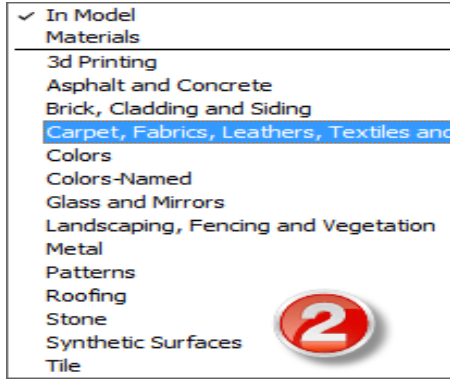 In Model
Materials
3d Printing
Asphalt and Concrete
Brick, Cladding and Siding
Carpet, Fabrics, Leathers, Textiles and
Colors
Colors-Named
Glass and Mirrors
Landscaping, Fencing and Vegetation
Metal
Patterns
Roofing
Stone
Synthetic Surfaces
Tile
2